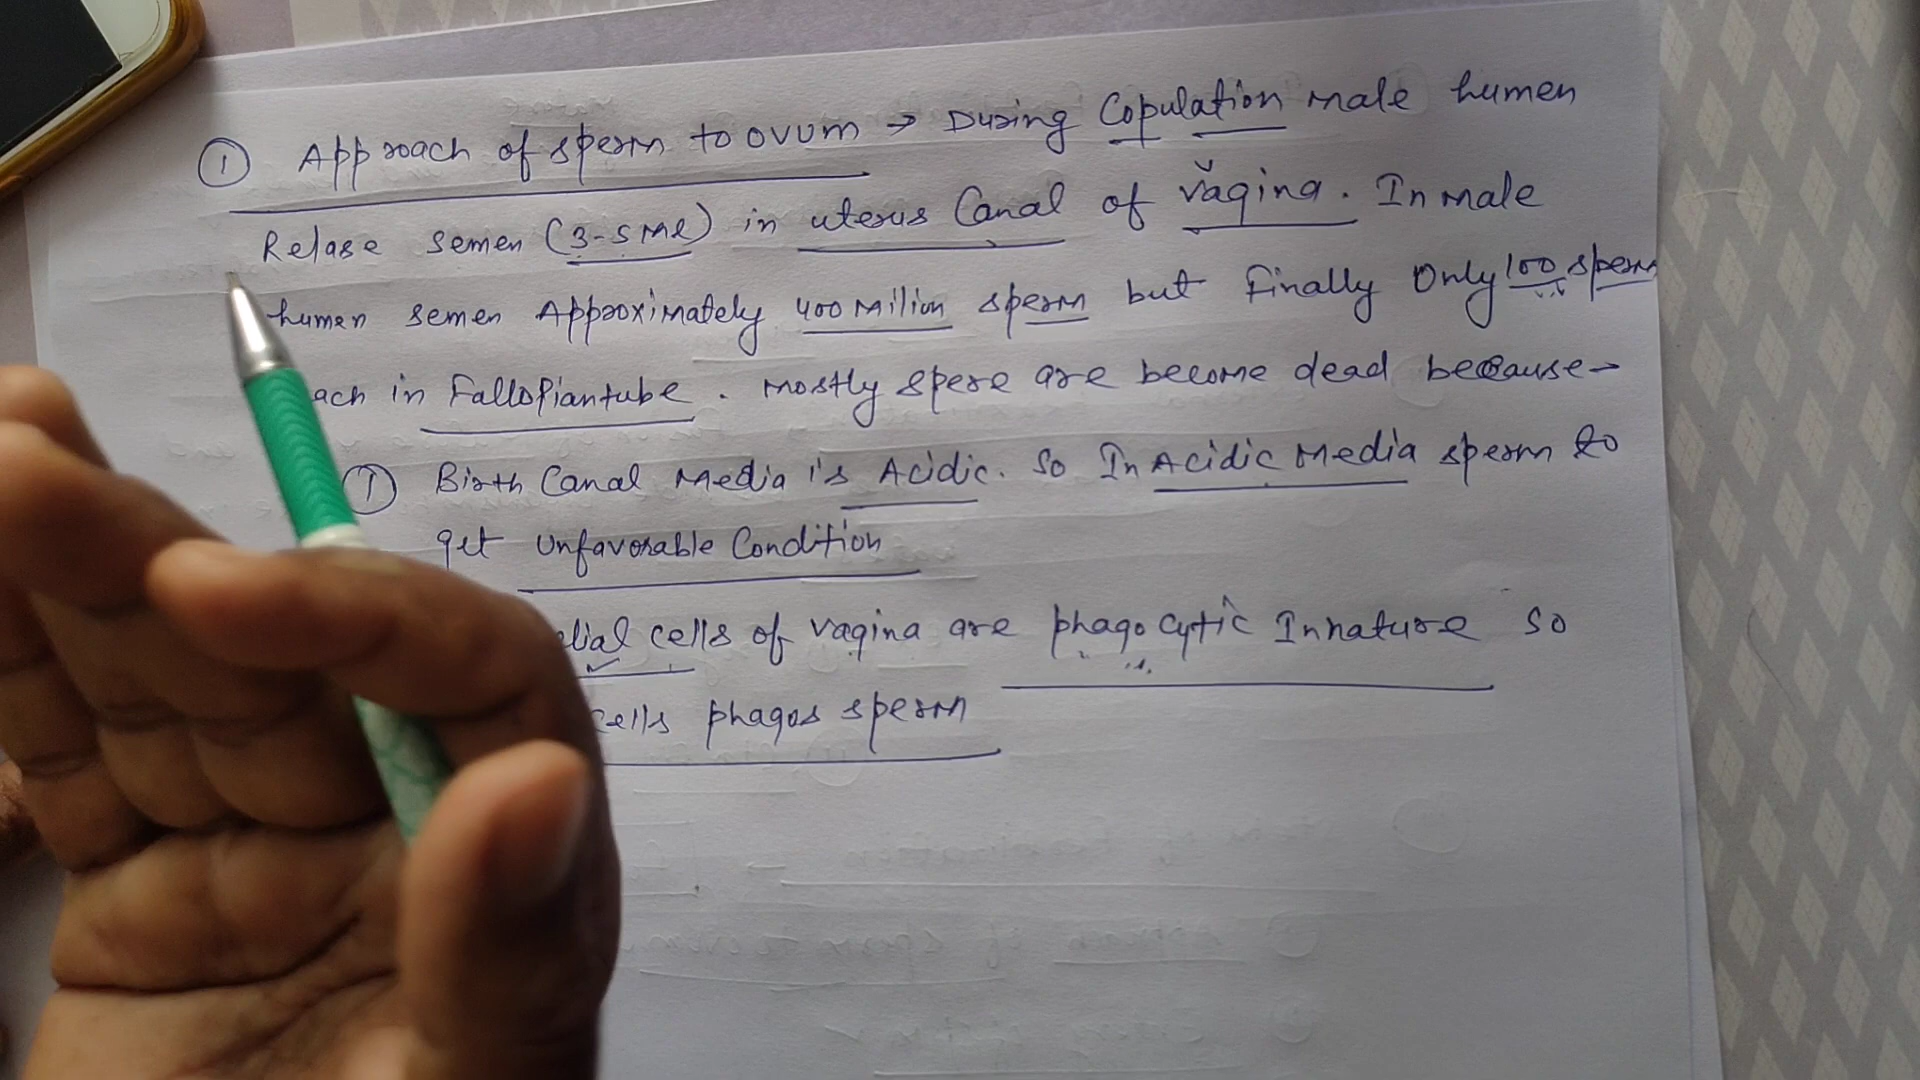 ① Approach of sperm to ovum → During Copulation male humen
Relase semen (3-5 ml) in uterus Canal of vagina. In male
humen semen Approximately 400 Milion sperm but Finally Only 100 sperm
ach in Fallopiantube. Mostly spere are become dead because→
① Birth Canal Media is Acidic. So In Acidic Media sperm to
get Unfavorable Condition
elial cells of vagina are phagocytic Innature so
cells phagos sperm